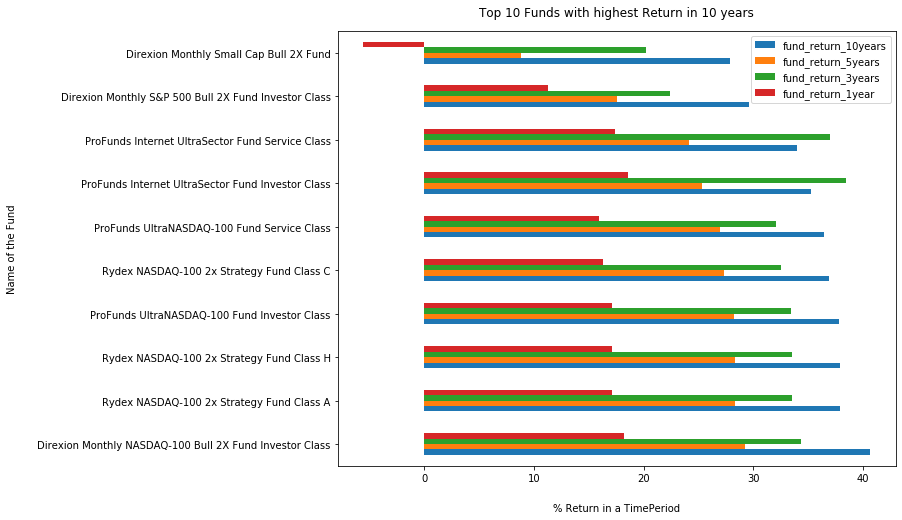 Top 10 Funds with highest Return in 10 years
fund_return_10years
fund_return_5years
fund_return_3years
fund_return_1year
Name of the Fund
Direxion Monthly Small Cap Bull 2X Fund
Direxion Monthly S&P 500 Bull 2X Fund Investor Class
ProFunds Internet UltraSector Fund Service Class
ProFunds Internet UltraSector Fund Investor Class
ProFunds UltraNASDAQ-100 Fund Service Class
Rydex NASDAQ-100 2x Strategy Fund Class C
ProFunds UltraNASDAQ-100 Fund Investor Class
Rydex NASDAQ-100 2x Strategy Fund Class H
Rydex NASDAQ-100 2x Strategy Fund Class A
Direxion Monthly NASDAQ-100 Bull 2X Fund Investor Class
0 10 20 30 40
% Return in a TimePeriod